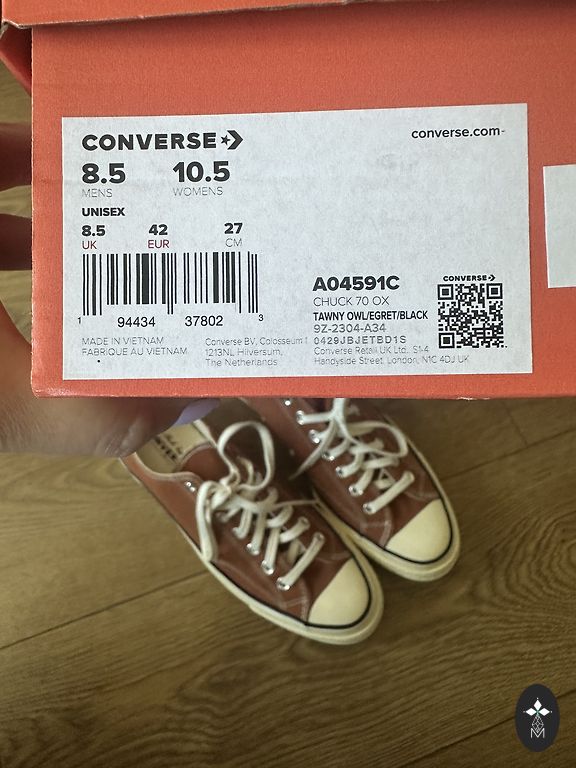 CONVERSE
converse.com
8.5 10.5
MENS WOMENS
UNISEX
8.5 42 27
UK EUR CM
1 94434 37802 3
MADE IN VIETNAM
FABRIQUE AU VIETNAM
Converse BV, Colosseum 1
1213NL Hilversum,
The Netherlands
A04591C
CHUCK 70 OX
TAWNY OWL/EGRET/BLACK
9Z-2304-A34
0429JBJETBD1S
Converse Retail UK Ltd., S1-4
Handyside Street, London, N1C 4DJ UK
CONVERSE
M